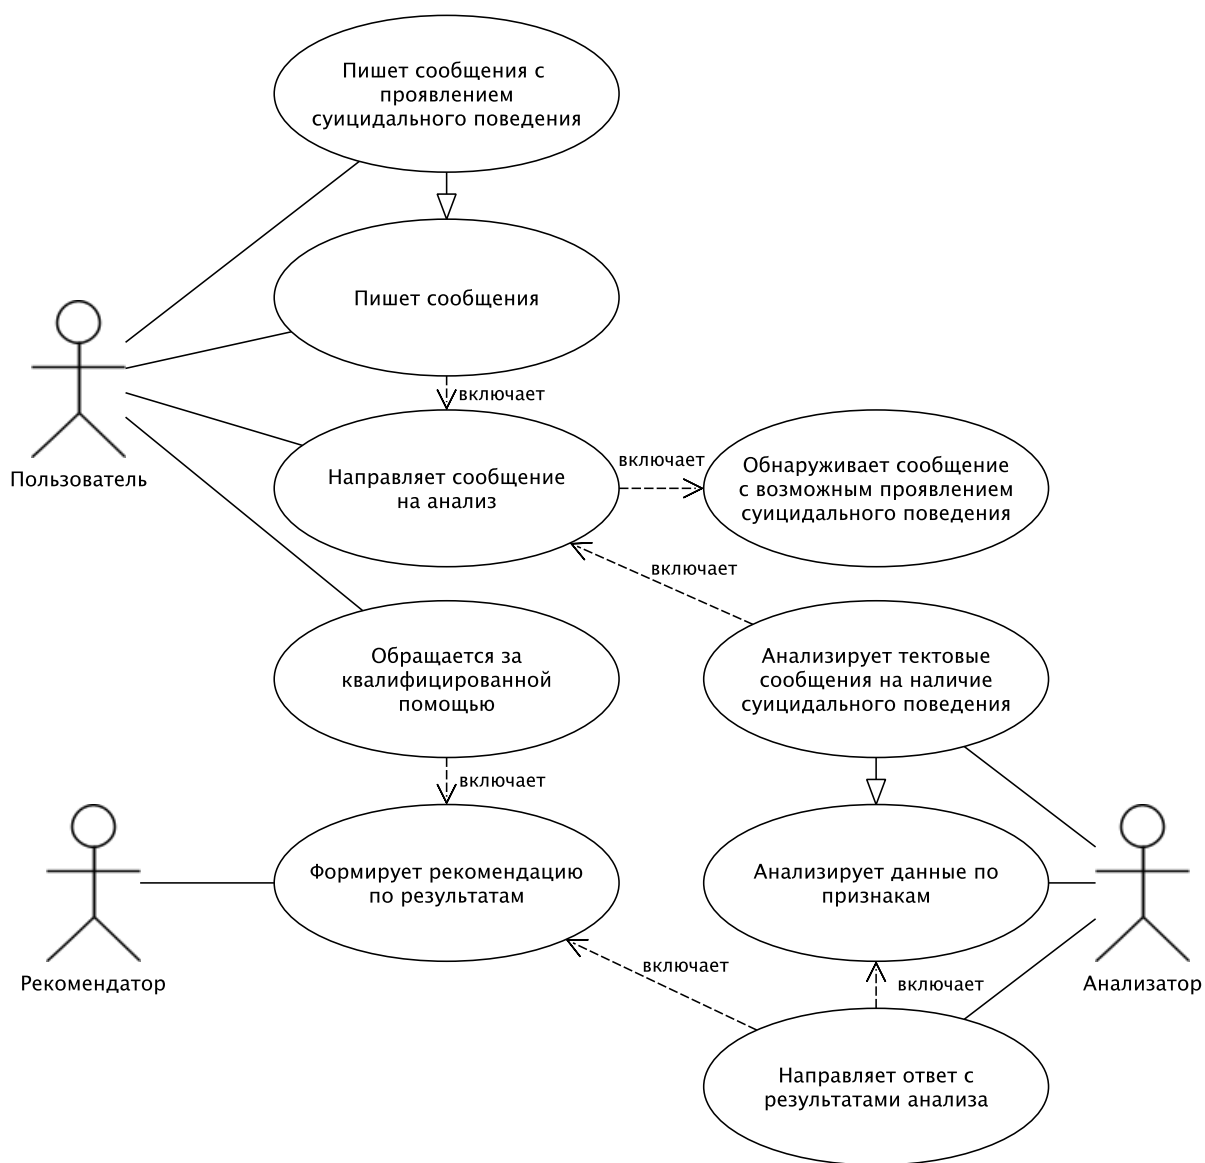 Пишет сообщения с
проявлением
суицидального поведения
Пишет сообщения
включает
Пользователь
Направляет сообщение
на анализ
включает
Обнаруживает сообщение
с возможным проявлением
суицидального поведения
включает
Обращается за
квалифицированной
помощью
Анализирует тектовые
сообщения на наличие
суицидального поведения
включает
Рекомендатор
Формирует рекомендацию
по результатам
Анализирует данные по
признакам
Анализатор
включает
включает
Направляет ответ с
результатами анализа